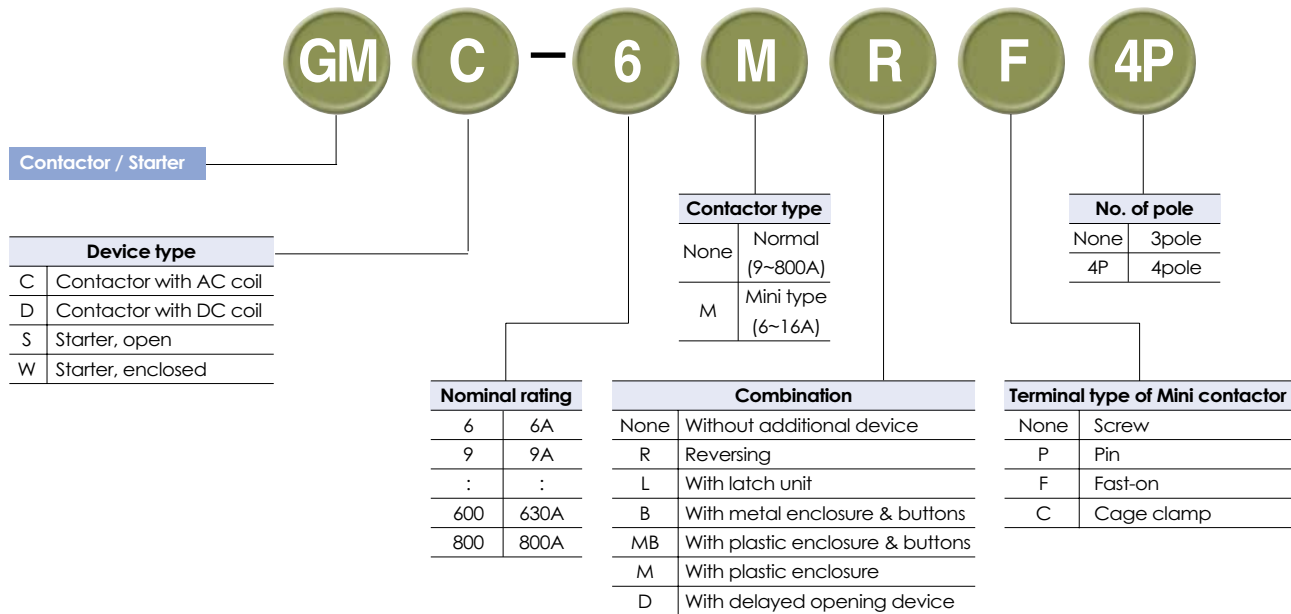 GM C - 6 M R F 4P
Contactor / Starter
Device type
C Contactor with AC coil
D Contactor with DC coil
S Starter, open
W Starter, enclosed
Nominal rating
6 6A
9 9A
: :
600 630A
800 800A
Contactor type
None Normal
(9~800A)
M Mini type
(6~16A)
Combination
None Without additional device
R Reversing
L With latch unit
B With metal enclosure & buttons
MB With plastic enclosure & buttons
M With plastic enclosure
D With delayed opening device
Terminal type of Mini contactor
None Screw
P Pin
F Fast-on
C Cage clamp
No. of pole
None 3pole
4P 4pole